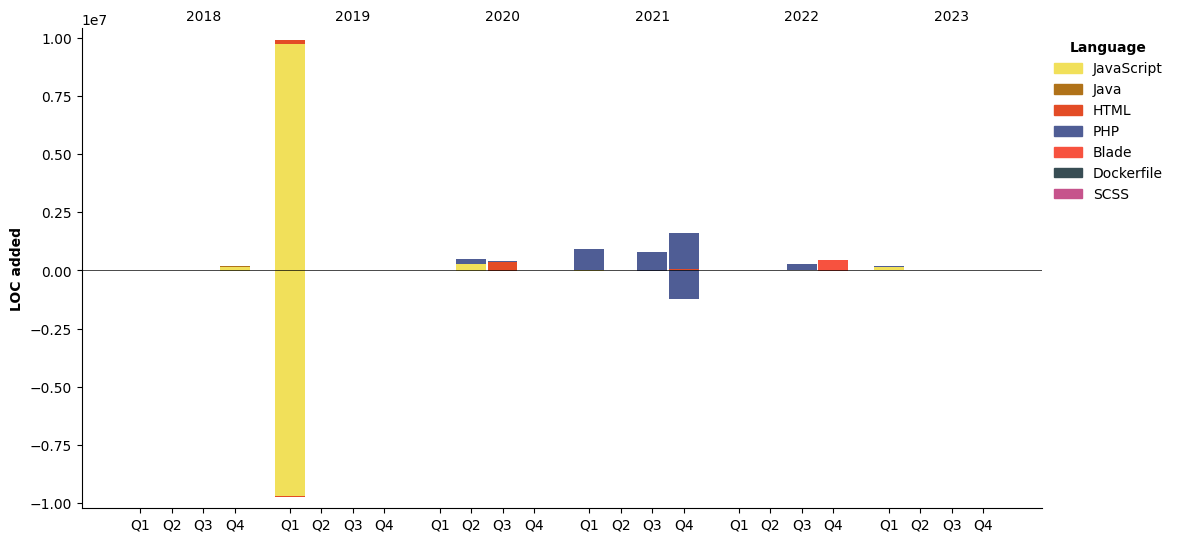 2018 2019 2020 2021 2022 2023
1e7
1.00
0.75
0.50
0.25
0.00
−0.25
−0.50
−0.75
−1.00
LOC added
Q1 Q2 Q3 Q4 Q1 Q2 Q3 Q4 Q1 Q2 Q3 Q4 Q1 Q2 Q3 Q4 Q1 Q2 Q3 Q4 Q1 Q2 Q3 Q4
Language
JavaScript
Java
HTML
PHP
Blade
Dockerfile
SCSS